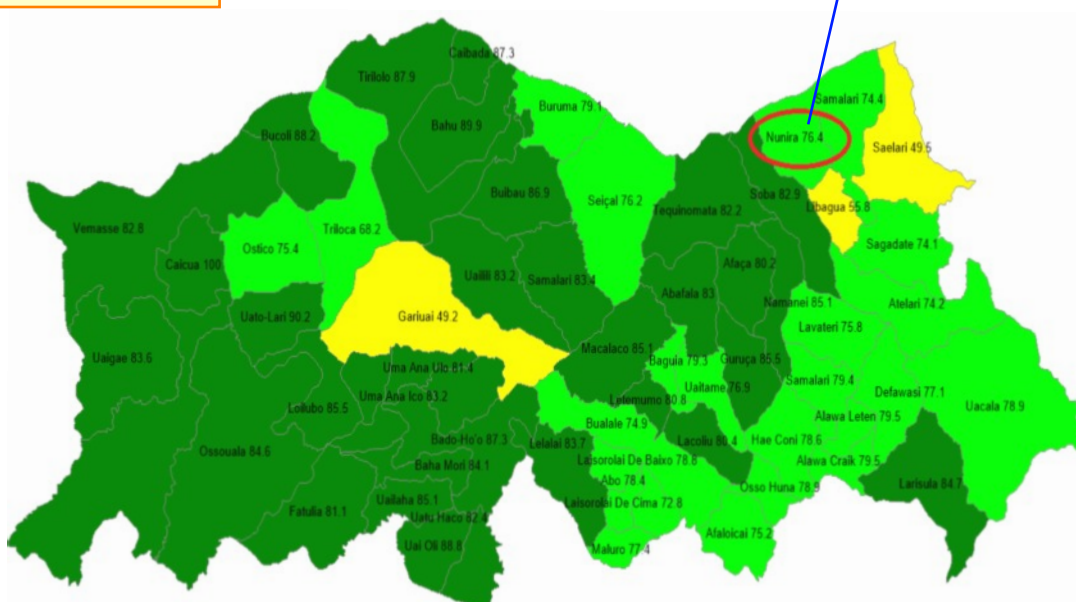 Caibada 87.3
Tirilolo 87.9
Samalari 74.4
Buruma 79.1
Bahu 89.9
Bucoli 88.2
Nunira 76.4
Saelari 49.5
Buibau 86.9
Seiçal 76.2
Soba 82.9
Libagua 55.8
Tequinomata 82.2
Vemasse 82.8
Triloca 68.2
Ostico 75.4
Sagadate 74.1
Caicua 100
Afaça 80.2
Uailili 83.2
Samalari 83.4
Abafala 83
Namanei 85.1
Atelari 74.2
Uato-Lari 90.2
Gariuai 49.2
Lavateri 75.8
Uaigae 83.6
Macalaco 85.1
Baguia 79.3
Guruça 85.5
Uma Ana Ulo 81.4
Samalari 79.4
Uaitame 76.9
Defawasi 77.1
Uma Ana Ico 83.2
Letemumo 80.8
Uacala 78.9
Loilubo 85.5
Alawa Leten 79.5
Bualale 74.9
Bado-Ho'o 87.3
Lelalai 83.7
Lacoliu 80.4
Hae Coni 78.6
Ossouala 84.6
Laisorolai De Baixo 78.8
Alawa Craik 79.5
Baha Mori 84.1
Abo 78.4
Larisula 84.7
Osso Huna 78.9
Uailaha 85.1
Laisorolai De Cima 72.8
Fatulia 81.1
Uatu Haco 82.4
Afaloicai 75.2
Uai Oli 88.8
Maluro 77.4